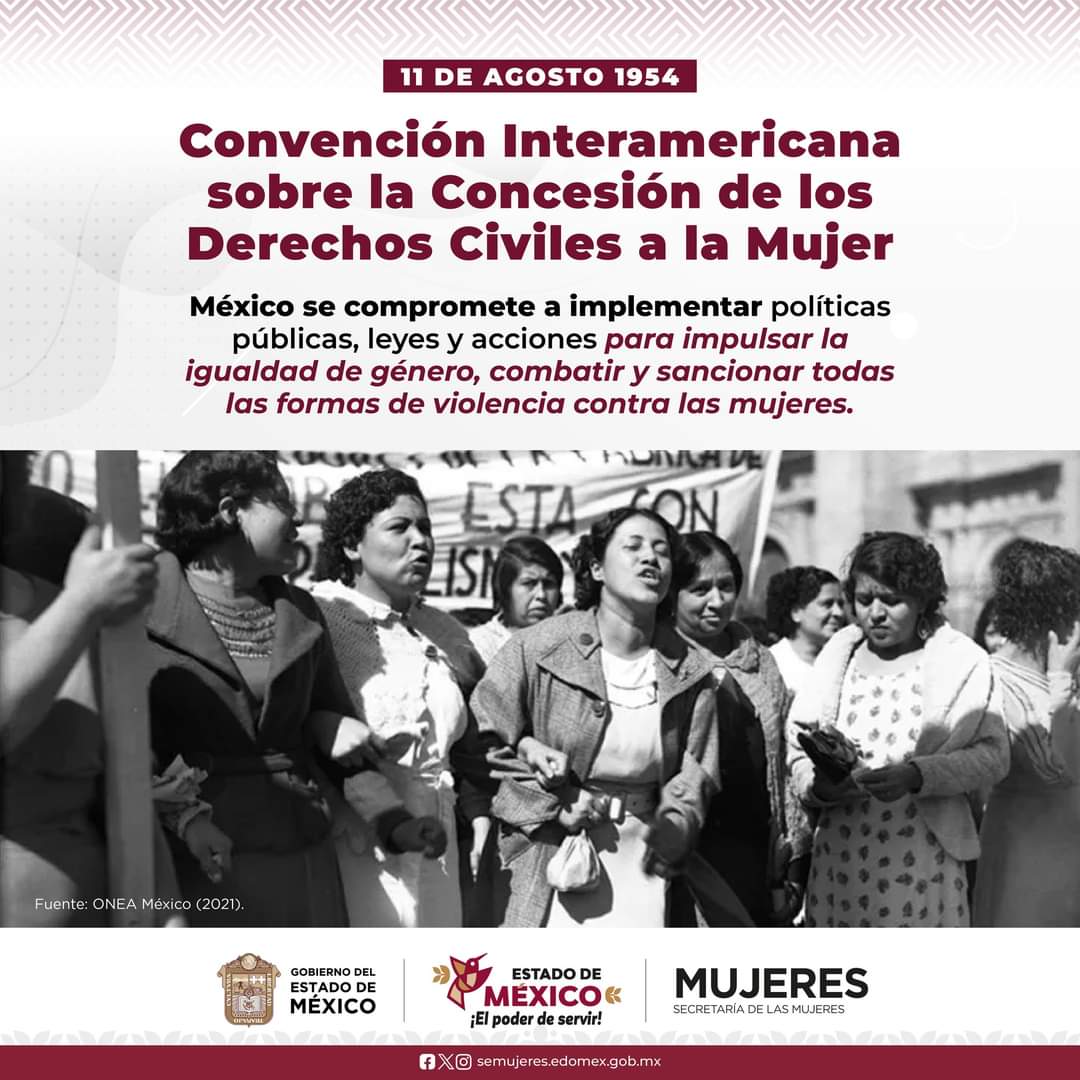 11 DE AGOSTO 1954
Convención Interamericana
sobre la Concesión de los
Derechos Civiles a la Mujer
México se compromete a implementar políticas
públicas, leyes y acciones para impulsar la
igualdad de género, combatir y sancionar todas
las formas de violencia contra las mujeres.
ESTA CON
Fuente: ONEA México (2021).
GOBIERNO DEL
ESTADO DE
MÉXICO
ESTADO DE
MÉXICO
¡El poder de servir!
MUJERES
SECRETARÍA DE LAS MUJERES
semujeres.edomex.gob.mx